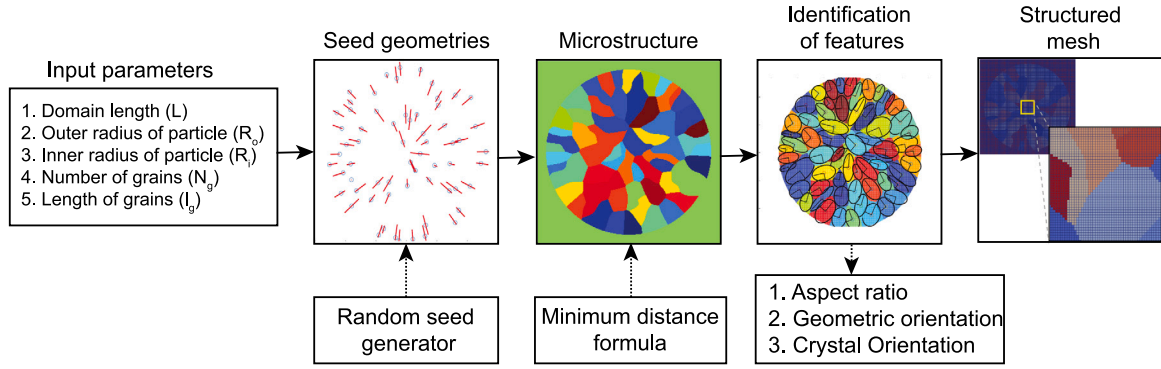 Input parameters
1. Domain length (L)
2. Outer radius of particle (Ro)
3. Inner radius of particle (Ri)
4. Number of grains (Ng)
5. Length of grains (lg)
Seed geometries
Random seed
generator
Microstructure
Minimum distance
formula
Identification
of features
1. Aspect ratio
2. Geometric orientation
3. Crystal Orientation
Structured
mesh